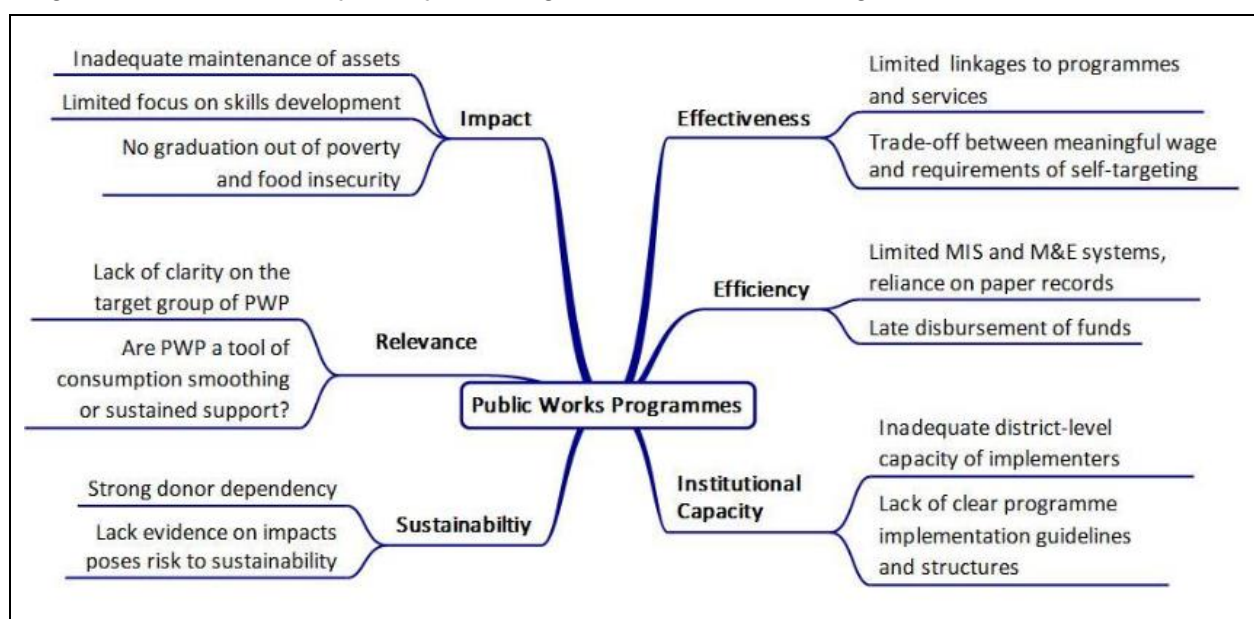 Inadequate maintenance of assets
Limited focus on skills development
No graduation out of poverty
and food insecurity
Impact
Lack of clarity on the
target group of PWP
Are PWP a tool of
consumption smoothing
or sustained support?
Relevance
Strong donor dependency
Lack evidence on impacts
poses risk to sustainability
Sustainabiltiy
Public Works Programmes
Effectiveness
Limited linkages to programmes
and services
Trade-off between meaningful wage
and requirements of self-targeting
Efficiency
Limited MIS and M&E systems,
reliance on paper records
Late disbursement of funds
Institutional
Capacity
Inadequate district-level
capacity of implementers
Lack of clear programme
implementation guidelines
and structures